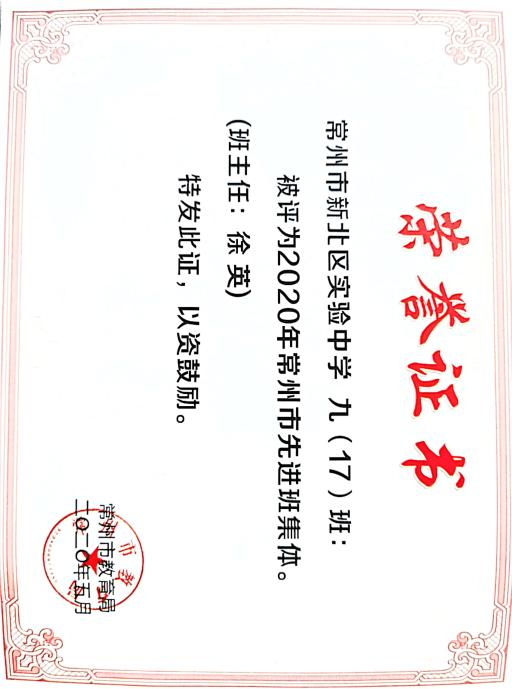 荣誉证书
常州市新北区实验中学 九（17）班：
被评为2020年常州市先进班集体。
(班主任：徐 英)
特发此证，以资鼓励。
常州市教育局
二〇二〇年五月